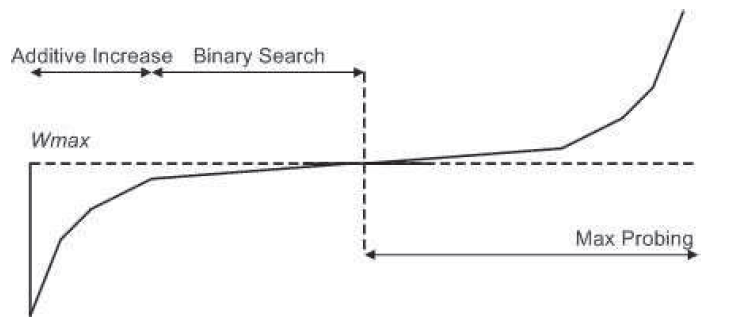 Additive Increase Binary Search
Wmax
Max Probing